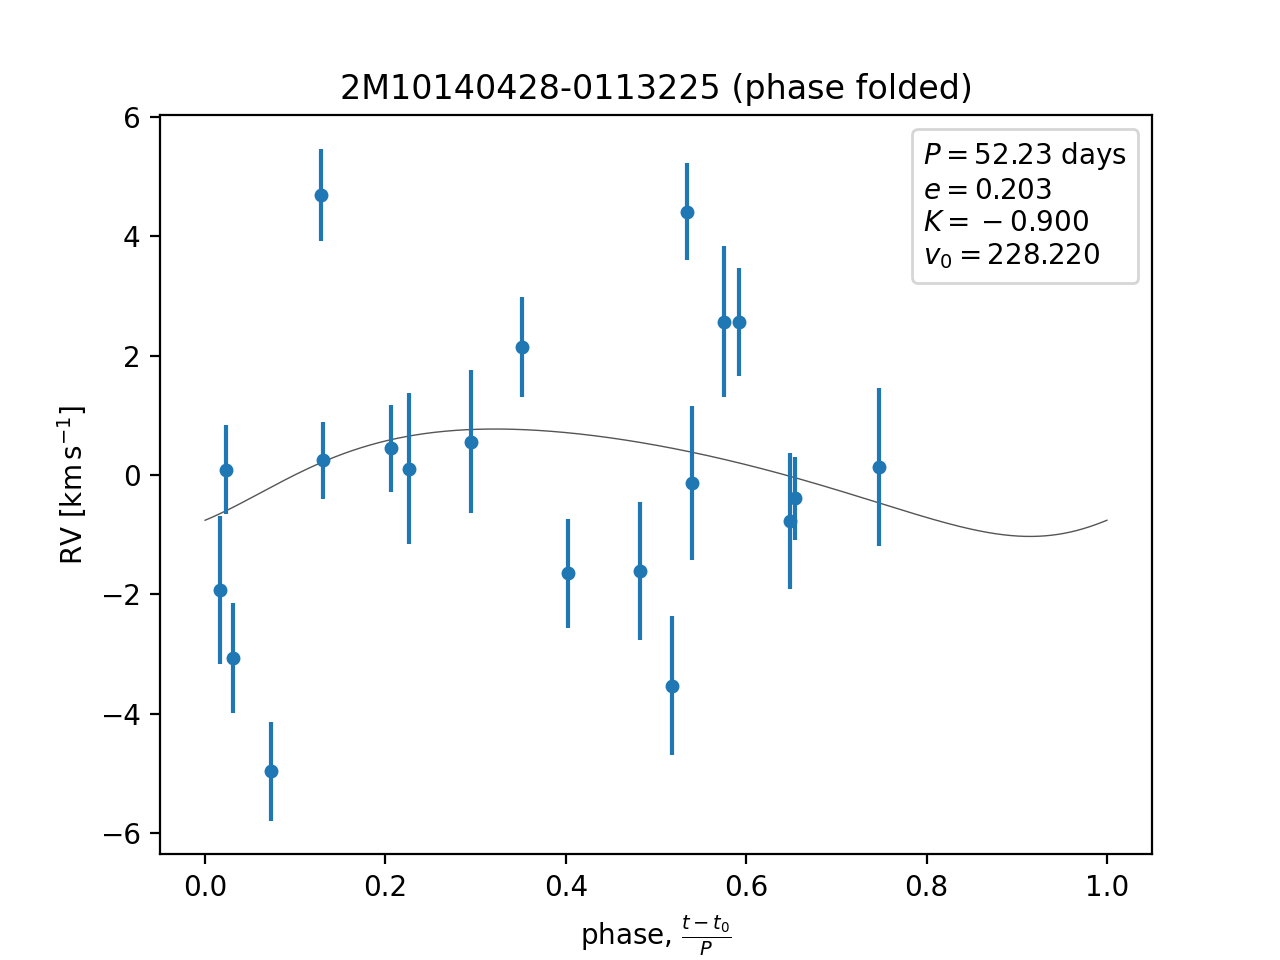 2M10140428-0113225 (phase folded)
P = 52.23 days
e = 0.203
K = −0.900
v₀ = 228.220
6
4
2
0
−2
−4
−6
RV [km s⁻¹]
0.0 0.2 0.4 0.6 0.8 1.0
phase, (t − t₀)/P